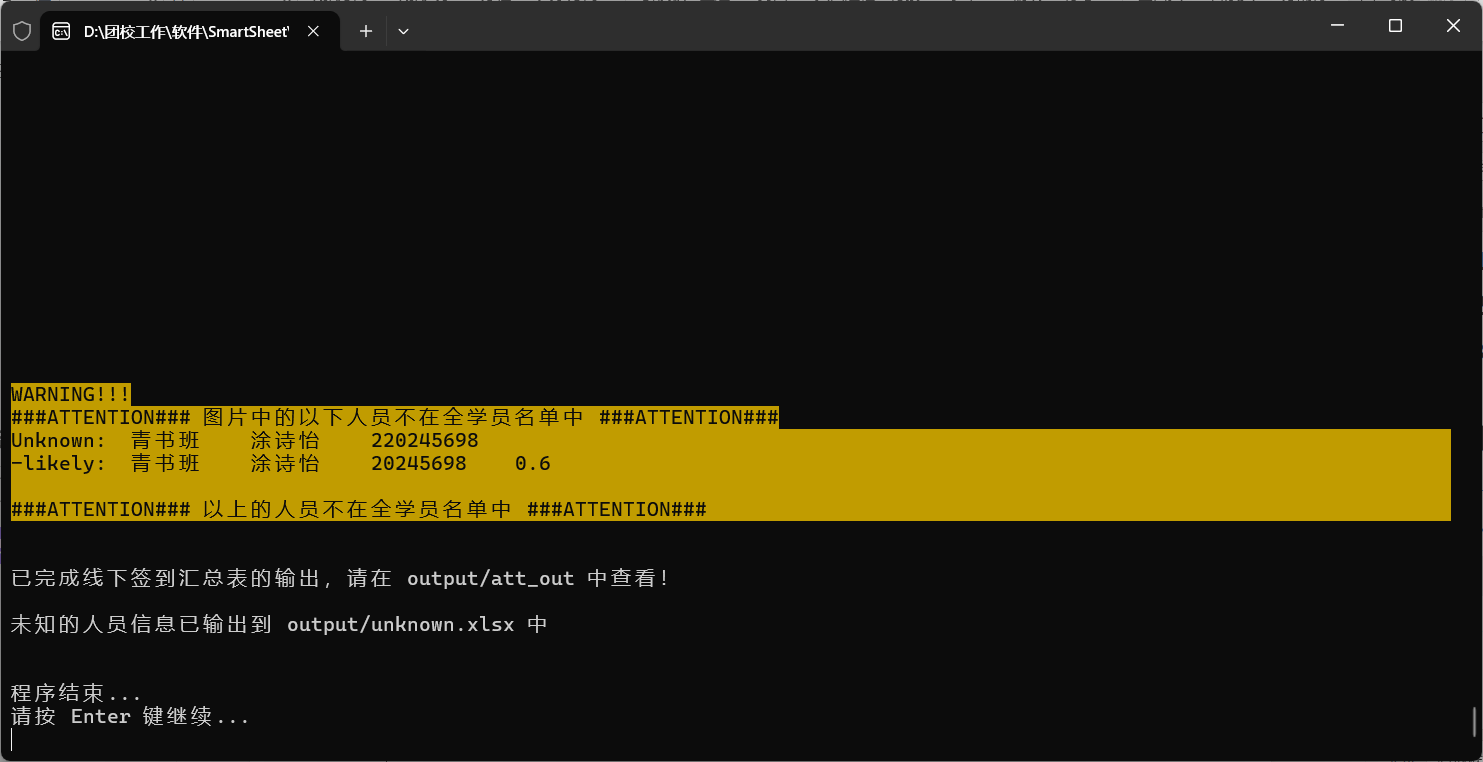 D:\团校工作\软件\SmartSheet\
WARNING!!!
###ATTENTION### 图片中的以下人员不在全学员名单中 ###ATTENTION###
Unknown: 青书班 涂诗怡 220245698
-likely: 青书班 涂诗怡 20245698 0.6
###ATTENTION### 以上的人员不在全学员名单中 ###ATTENTION###
已完成线下签到汇总表的输出，请在 output/att_out 中查看！
未知的人员信息已输出到 output/unknown.xlsx 中
程序结束...
请按 Enter 键继续...